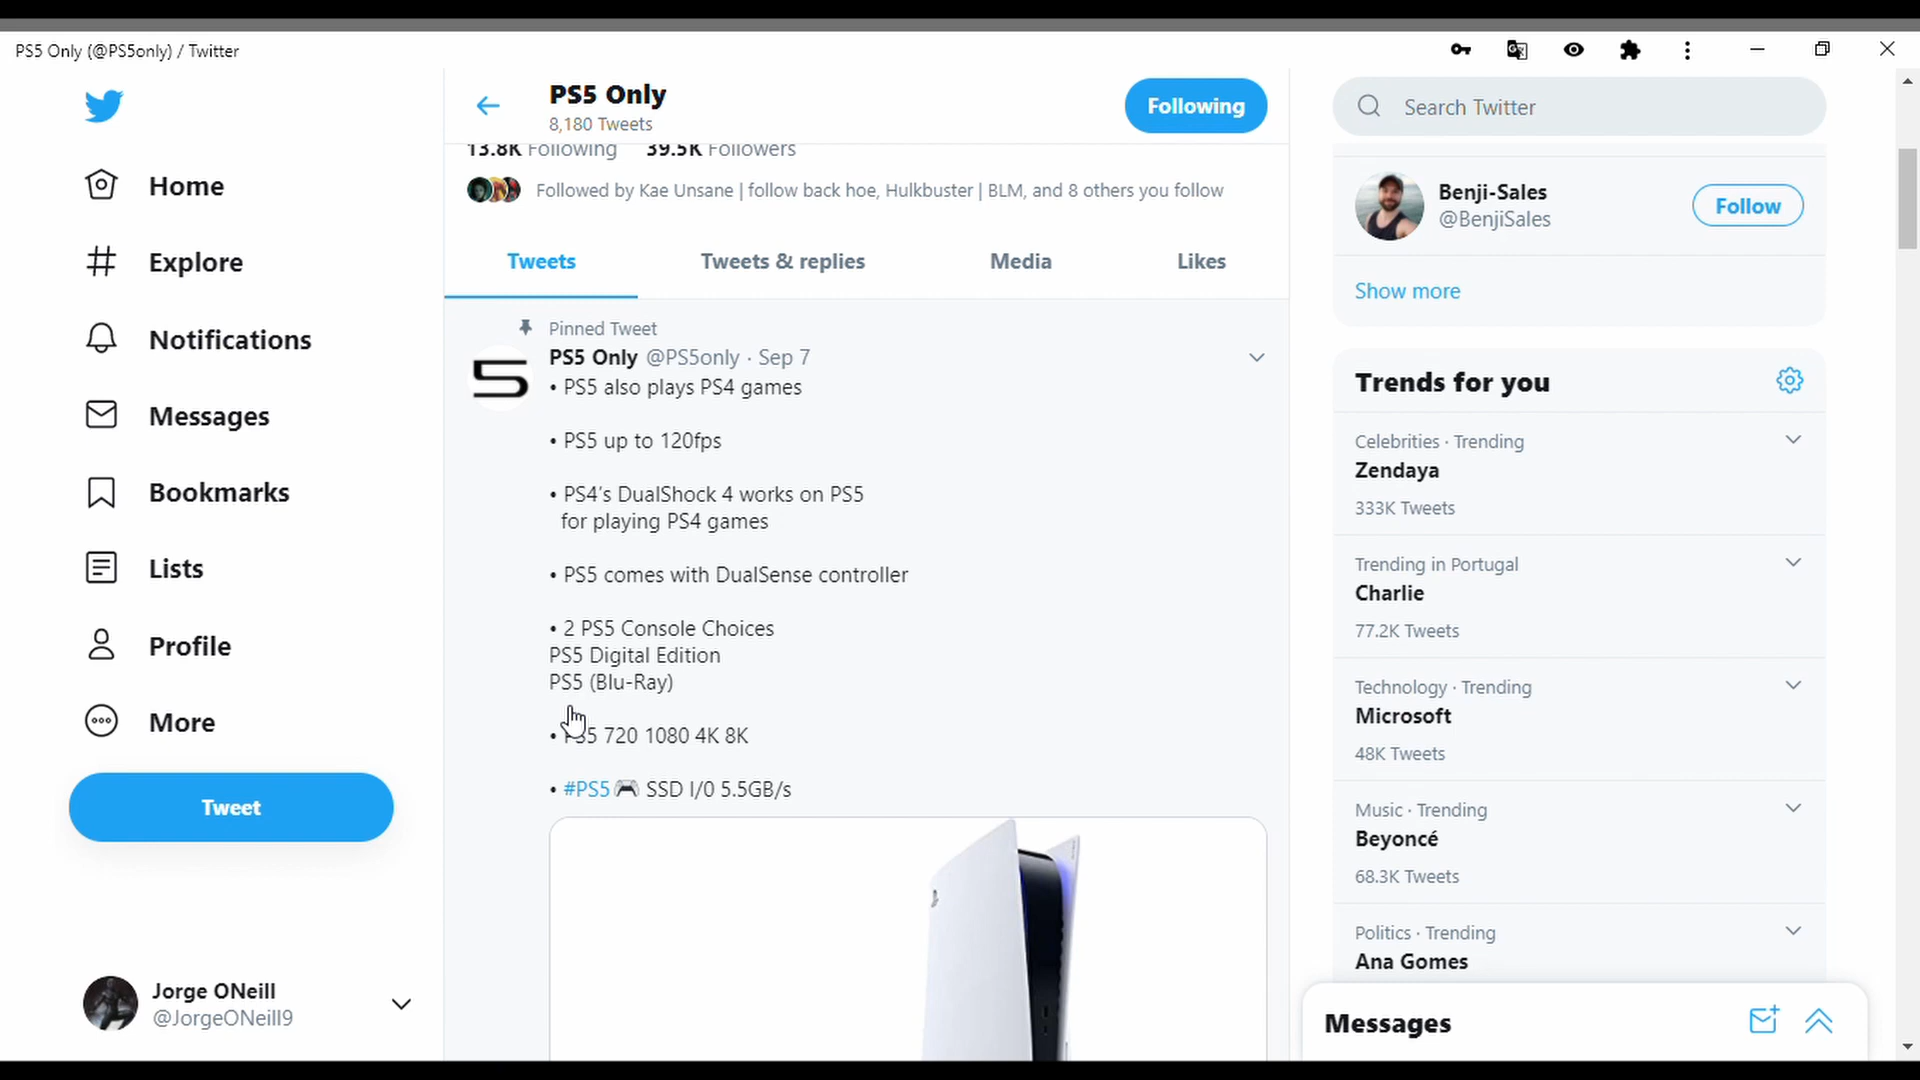 PS5 Only (@PS5only) / Twitter
PS5 Only
8,180 Tweets
Following
Search Twitter
13.8K Following 39.5K Followers
Followed by Kae Unsane | follow back hoe, Hulkbuster | BLM, and 8 others you follow
Tweets
Tweets & replies
Media
Likes
Home
Explore
Notifications
Messages
Bookmarks
Lists
Profile
More
Tweet
Jorge ONeill
@JorgeONeill9
Pinned Tweet
PS5 Only @PS5only · Sep 7
• PS5 also plays PS4 games
• PS5 up to 120fps
• PS4's DualShock 4 works on PS5
for playing PS4 games
• PS5 comes with DualSense controller
• 2 PS5 Console Choices
PS5 Digital Edition
PS5 (Blu-Ray)
• PS5 720 1080 4K 8K
• #PS5🎮 SSD I/0 5.5GB/s
Benji-Sales
@BenjiSales
Follow
Show more
Trends for you
Celebrities · Trending
Zendaya
333K Tweets
Trending in Portugal
Charlie
77.2K Tweets
Technology · Trending
Microsoft
48K Tweets
Music · Trending
Beyoncé
68.3K Tweets
Politics · Trending
Ana Gomes
Messages